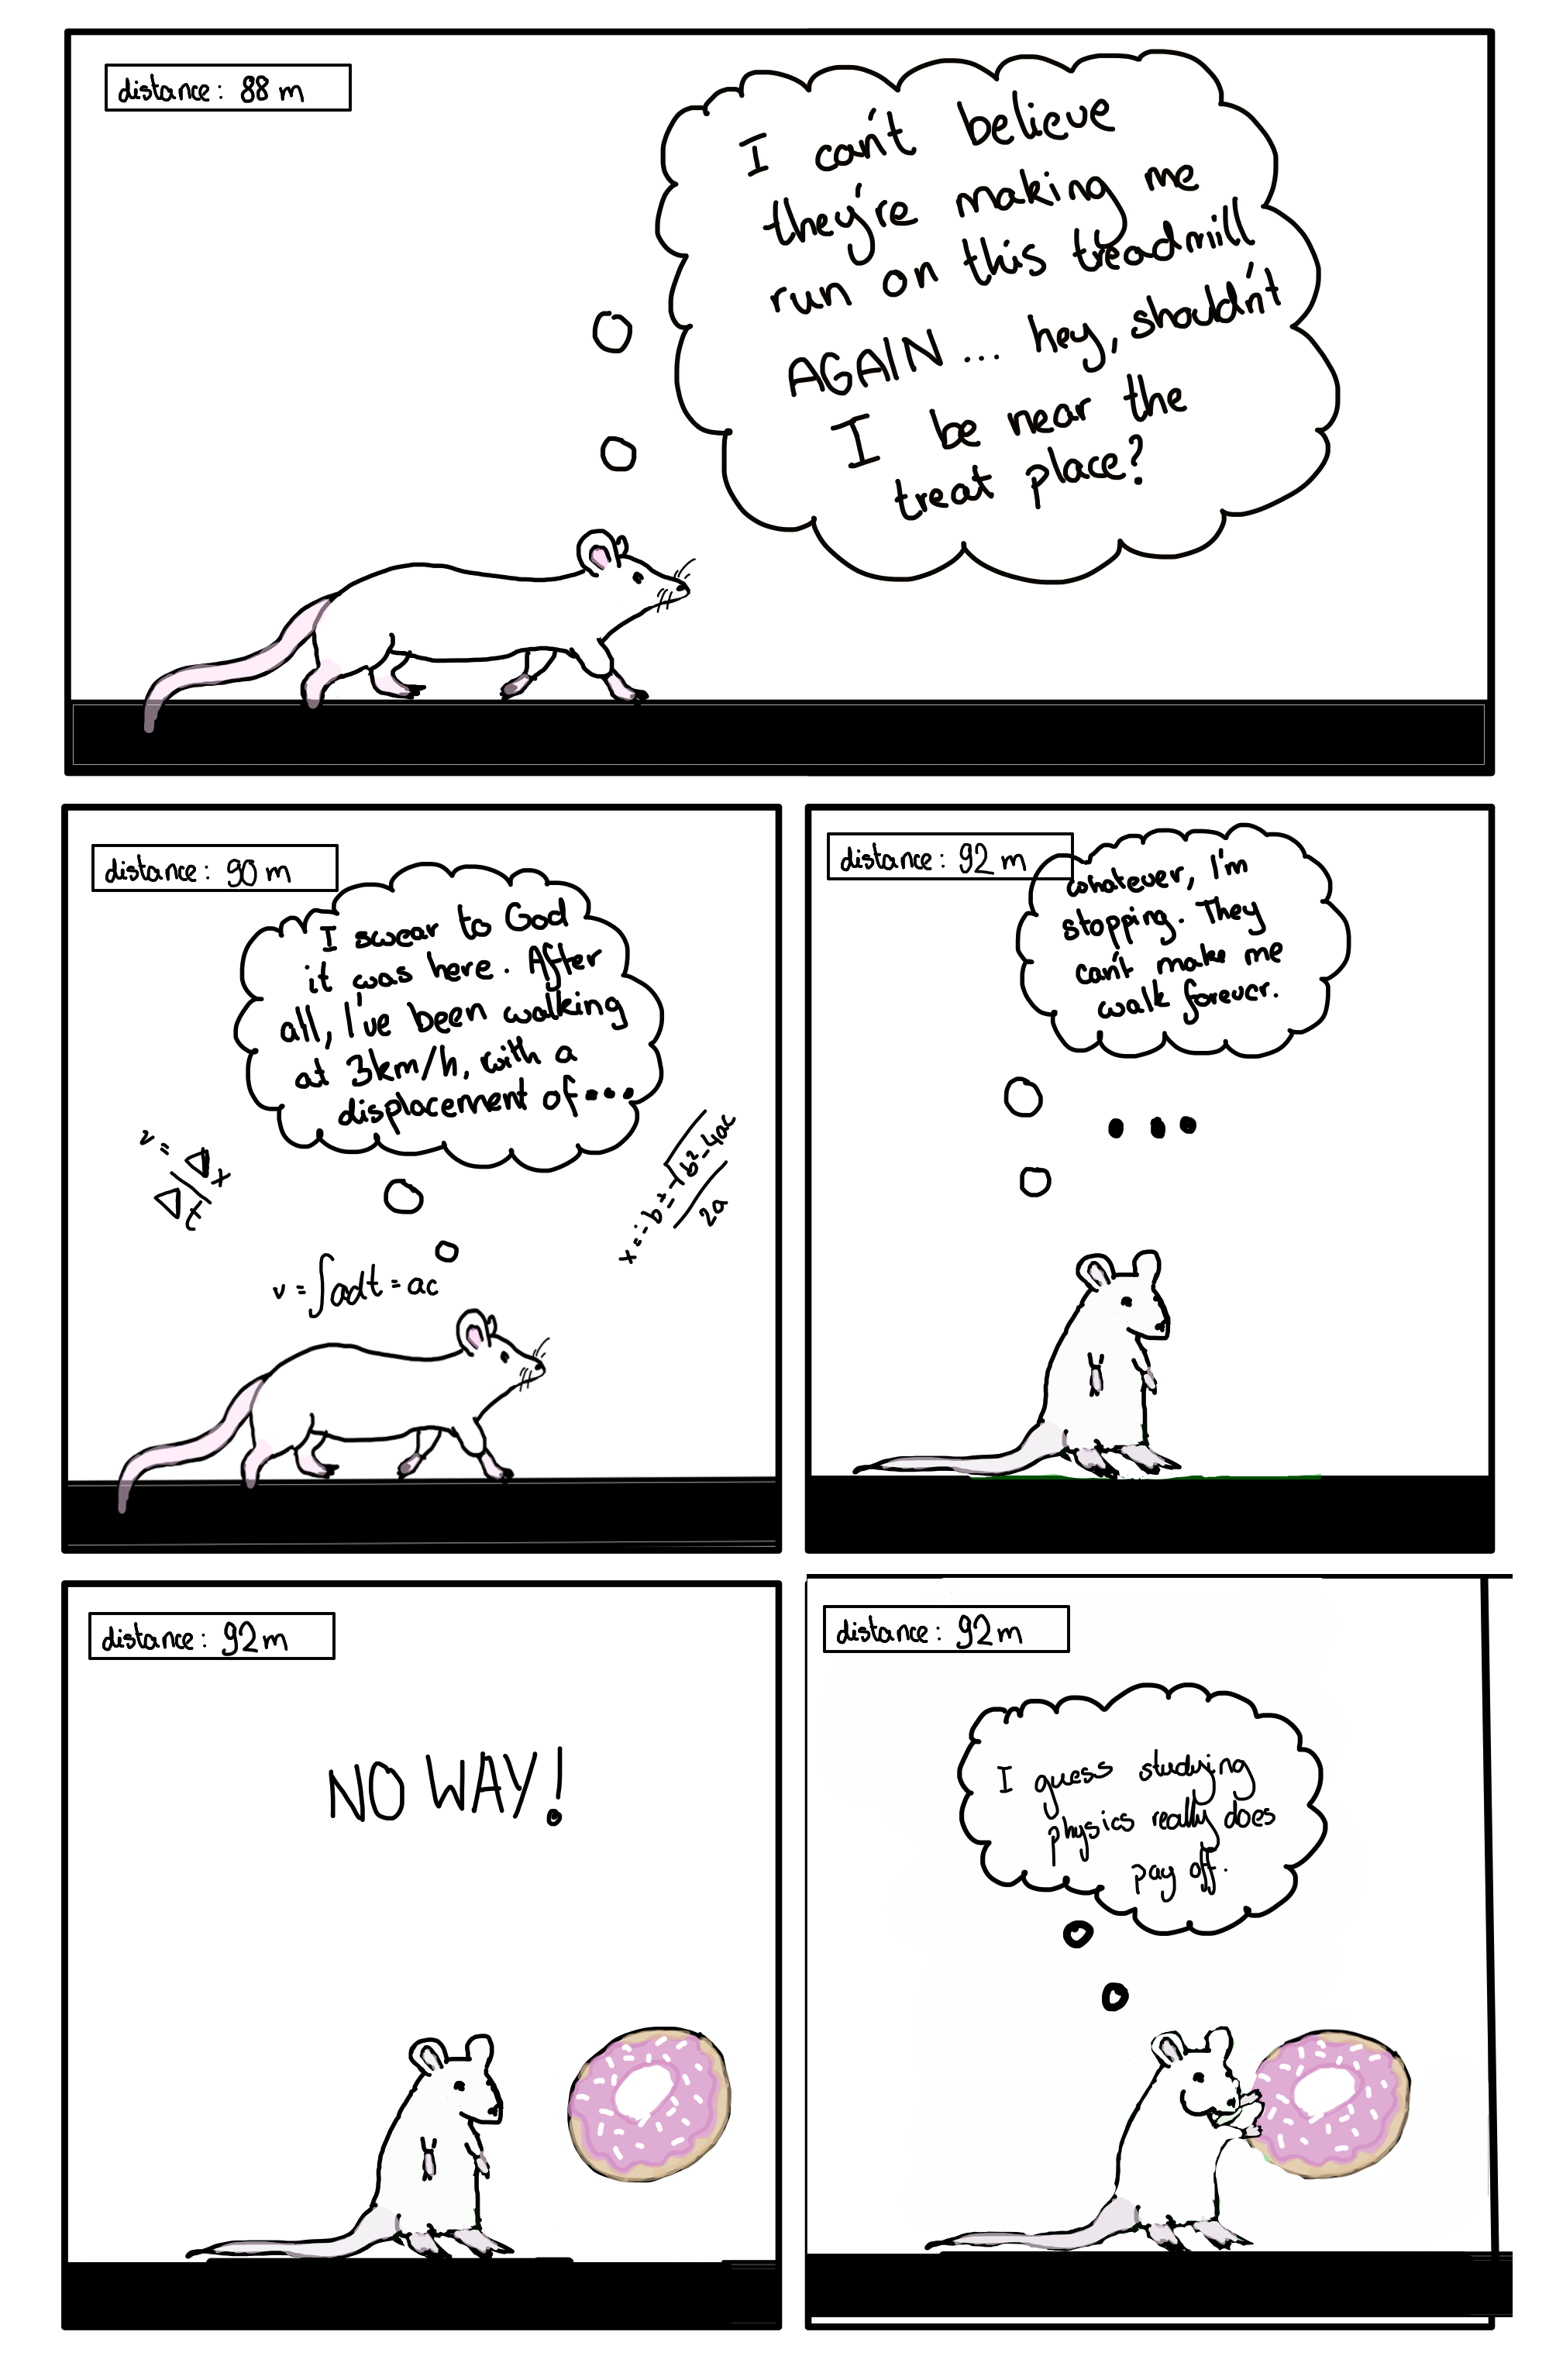 distance: 88 m
I can't believe
they're making me
run on this treadmill
AGAIN... hey, shouldn't
I be near the
treat place?
distance: 90 m
I swear to God
it was here. After
all, I've been walking
at 3km/h, with a
displacement of...
v = Δx/Δt
x = -b ± √b²-4ac / 2a
v = ∫adt = ac
distance: 92 m
whatever, I'm
stopping. They
can't make me
walk forever.
...
distance: 92 m
NO WAY!
distance: 92 m
I guess studying
physics really does
pay off.